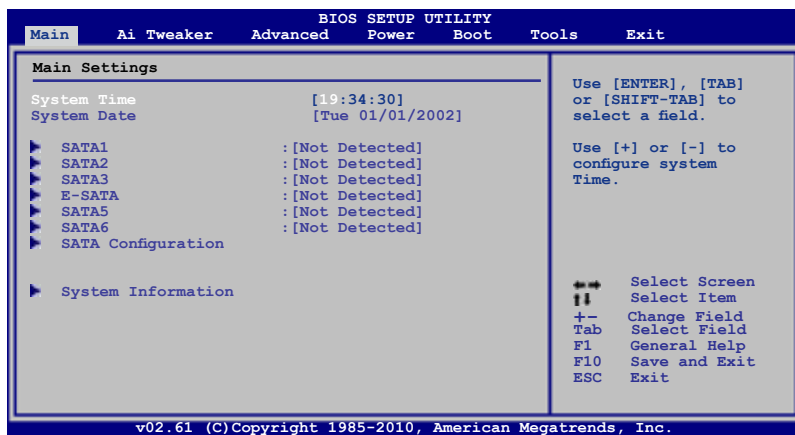 BIOS SETUP UTILITY
Main Ai Tweaker Advanced Power Boot Tools Exit
Main Settings
System Time [19:34:30]
System Date [Tue 01/01/2002]
SATA1 :[Not Detected]
SATA2 :[Not Detected]
SATA3 :[Not Detected]
E-SATA :[Not Detected]
SATA5 :[Not Detected]
SATA6 :[Not Detected]
SATA Configuration
System Information
Use [ENTER], [TAB]
or [SHIFT-TAB] to
select a field.
Use [+] or [-] to
configure system
Time.
←→ Select Screen
↑↓ Select Item
+- Change Field
Tab Select Field
F1 General Help
F10 Save and Exit
ESC Exit
v02.61 (C)Copyright 1985-2010, American Megatrends, Inc.